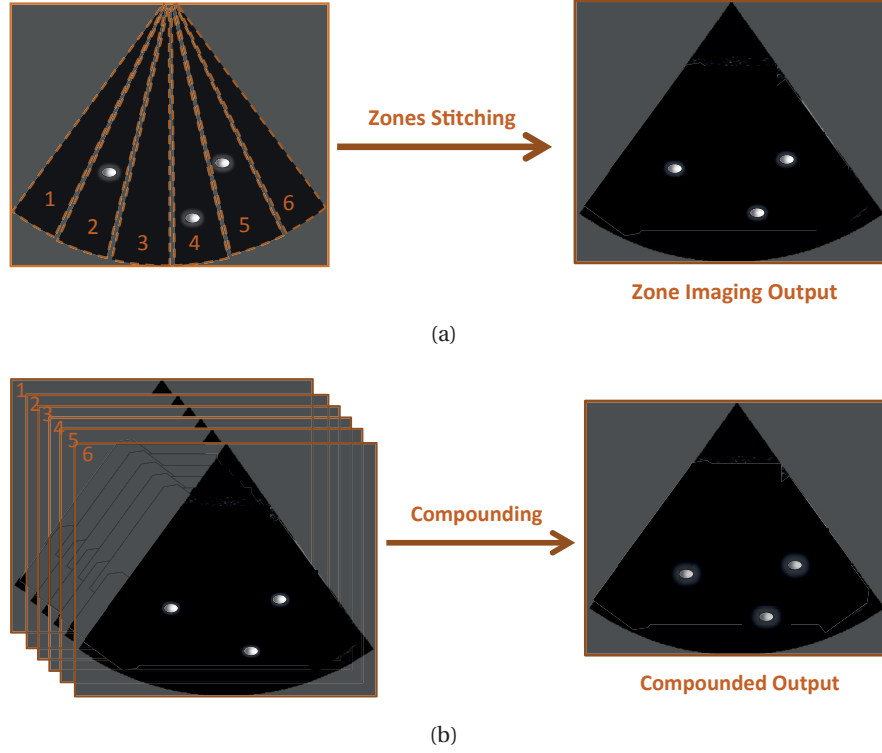 Zones Stitching
1
2
3
4
5
6
Zone Imaging Output
(a)
1
2
3
4
5
6
Compounding
Compounded Output
(b)